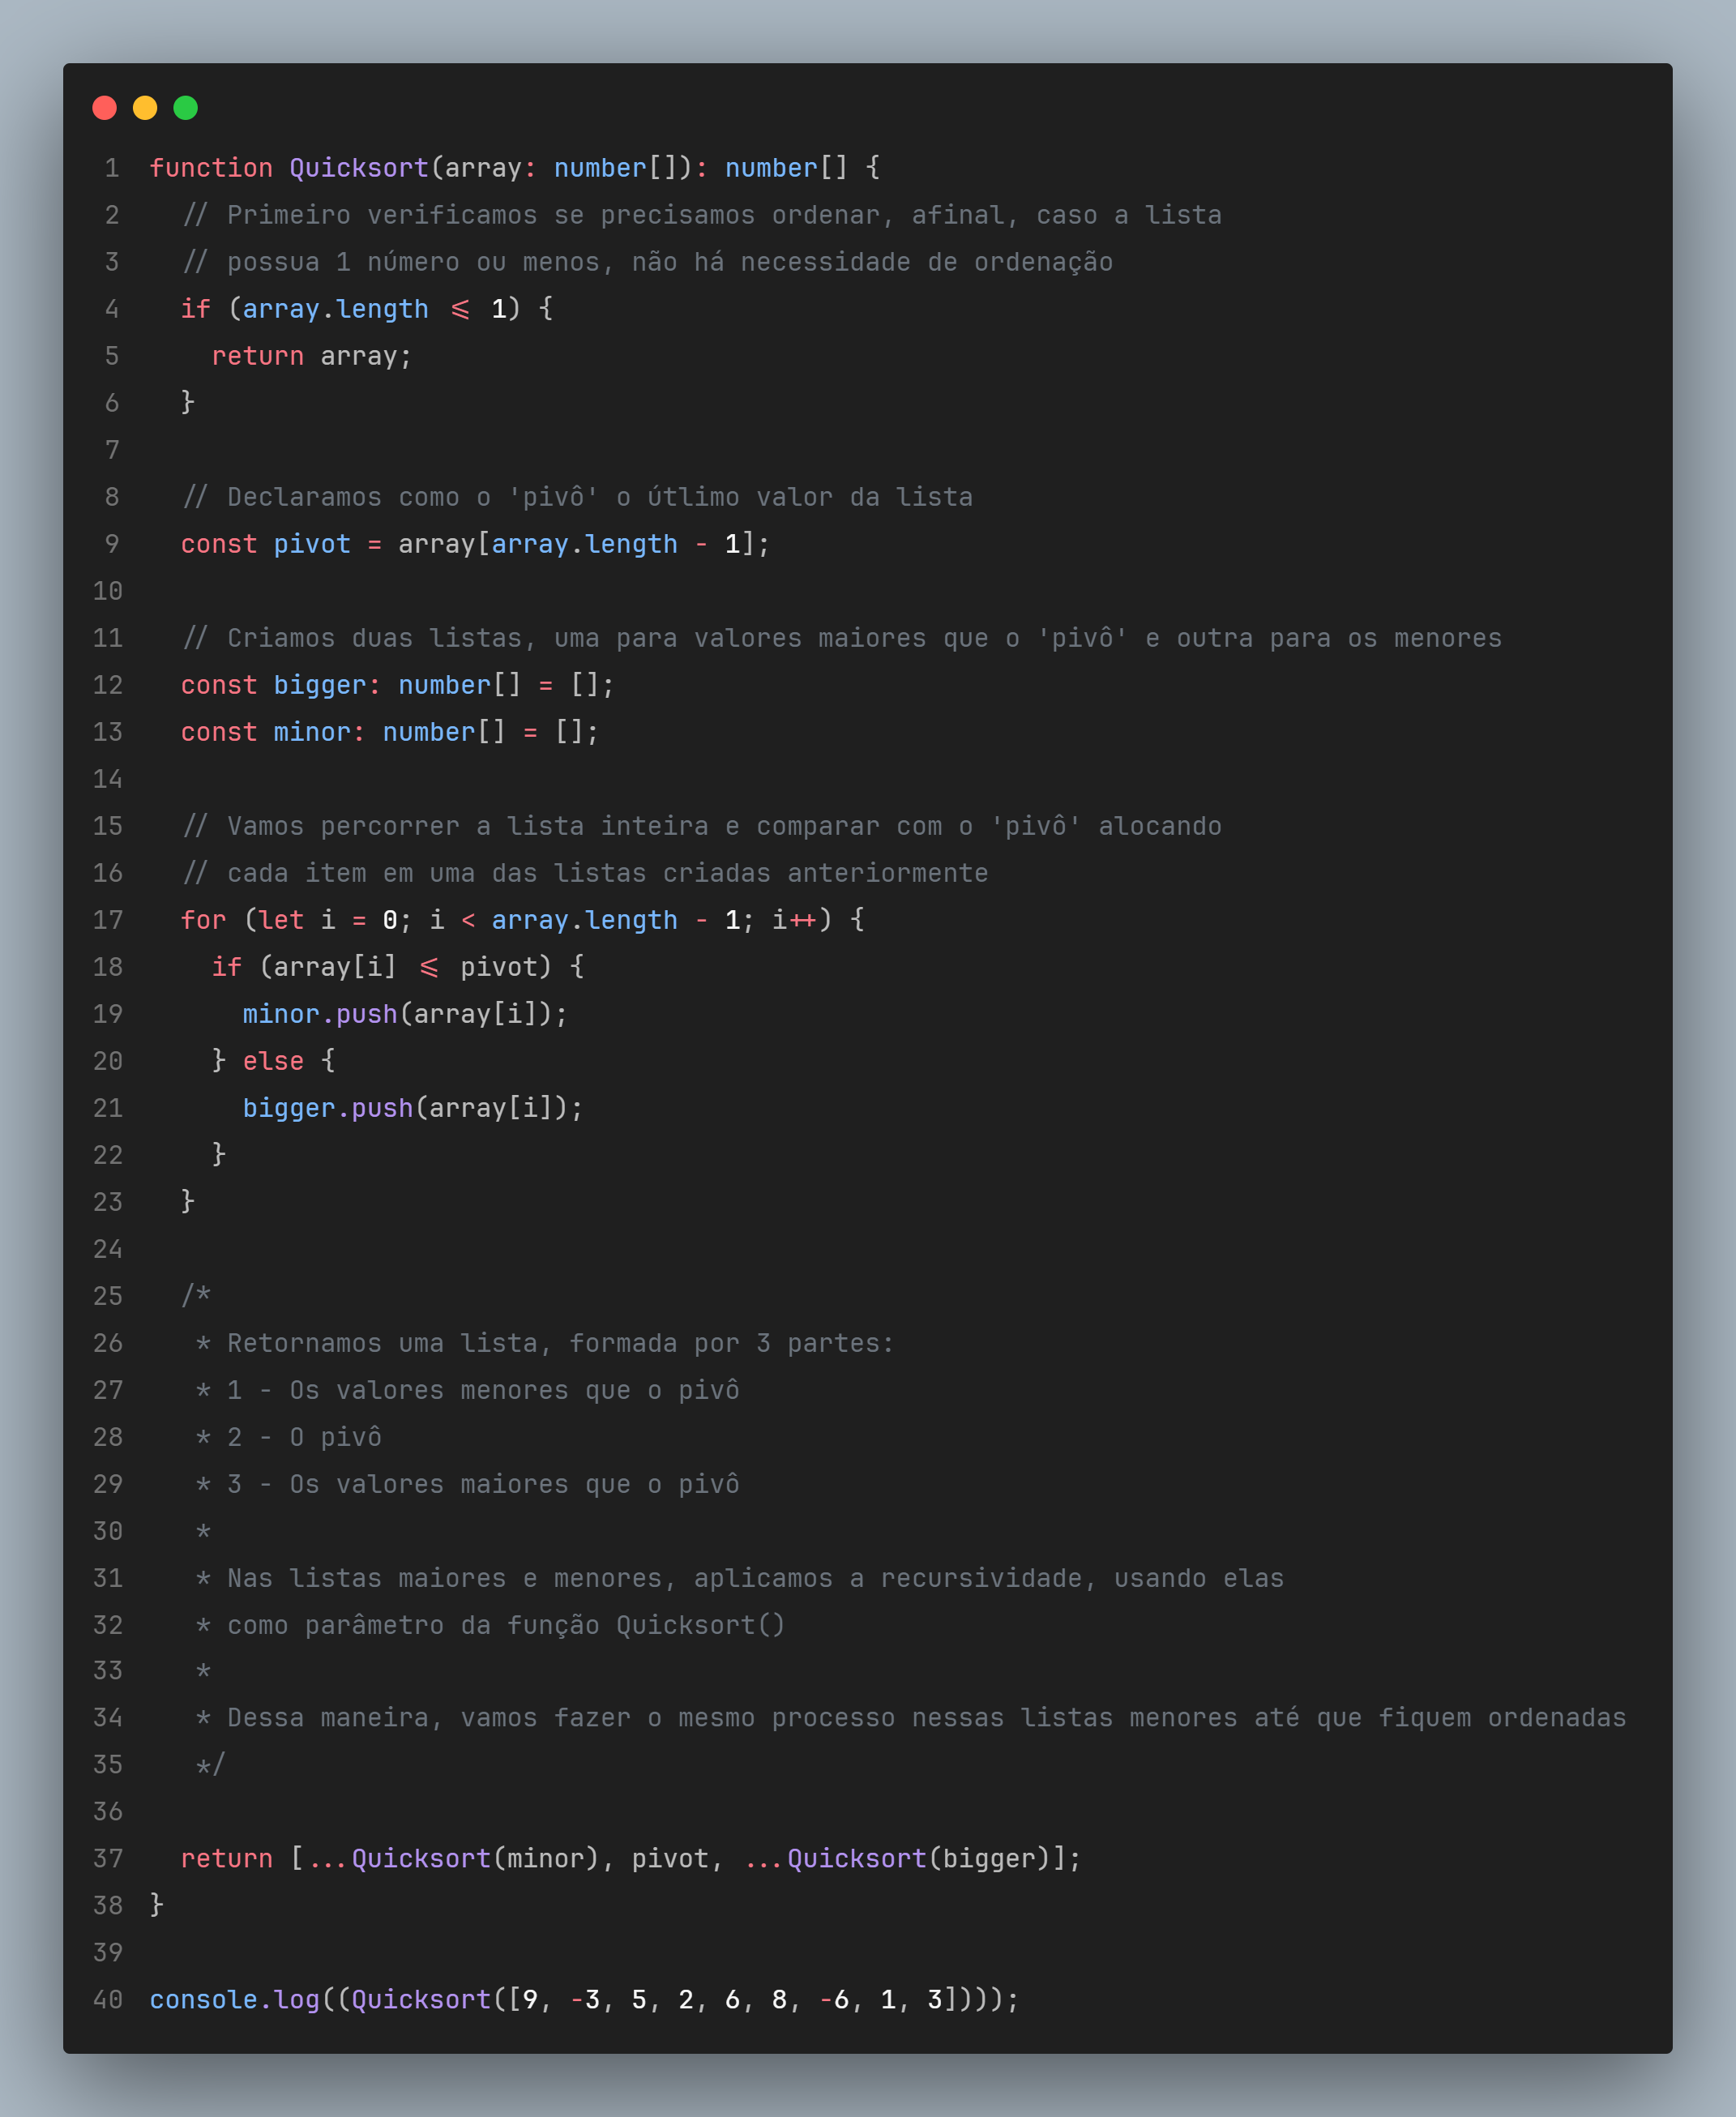 1 function Quicksort(array: number[]): number[] {
2   // Primeiro verificamos se precisamos ordenar, afinal, caso a lista
3   // possua 1 número ou menos, não há necessidade de ordenação
4   if (array.length <= 1) {
5     return array;
6   }
7
8   // Declaramos como o 'pivô' o útlimo valor da lista
9   const pivot = array[array.length - 1];
10
11   // Criamos duas listas, uma para valores maiores que o 'pivô' e outra para os menores
12   const bigger: number[] = [];
13   const minor: number[] = [];
14
15   // Vamos percorrer a lista inteira e comparar com o 'pivô' alocando
16   // cada item em uma das listas criadas anteriormente
17   for (let i = 0; i < array.length - 1; i++) {
18     if (array[i] <= pivot) {
19       minor.push(array[i]);
20     } else {
21       bigger.push(array[i]);
22     }
23   }
24
25   /*
26    * Retornamos uma lista, formada por 3 partes:
27    * 1 - Os valores menores que o pivô
28    * 2 - O pivô
29    * 3 - Os valores maiores que o pivô
30    *
31    * Nas listas maiores e menores, aplicamos a recursividade, usando elas
32    * como parâmetro da função Quicksort()
33    *
34    * Dessa maneira, vamos fazer o mesmo processo nessas listas menores até que fiquem ordenadas
35    */
36
37   return [...Quicksort(minor), pivot, ...Quicksort(bigger)];
38 }
39
40 console.log((Quicksort([9, -3, 5, 2, 6, 8, -6, 1, 3])));